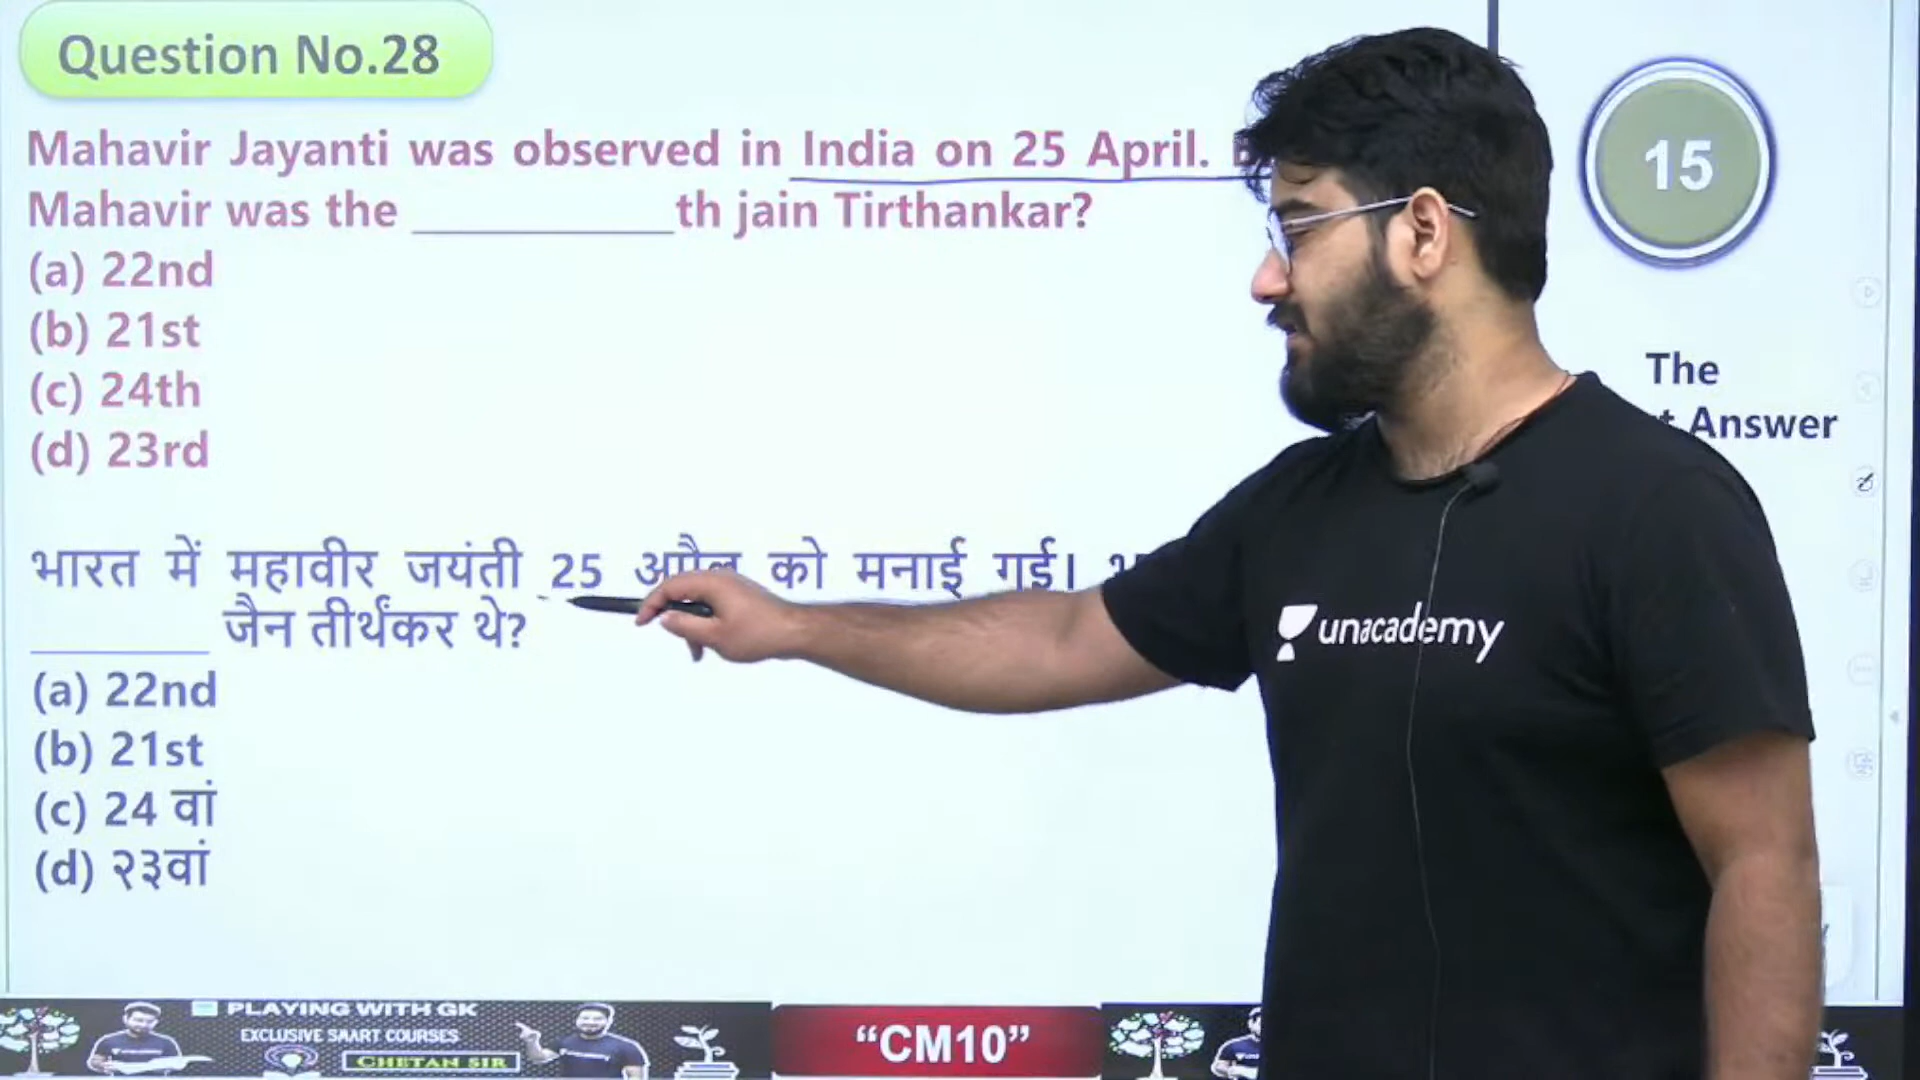 Question No.28
Mahavir Jayanti was observed in India on 25 April.
Mahavir was the ____________th jain Tirthankar?
(a) 22nd
(b) 21st
(c) 24th
(d) 23rd
भारत में महावीर जयंती 25 को मनाई गई।
________ जैन तीर्थंकर थे?
(a) 22nd
(b) 21st
(c) 24 वां
(d) २३वां
15
The
Answer
unacademy
PLAYING WITH GK
EXCLUSIVE SAART COURSES
CHETAN SIR
“CM10”